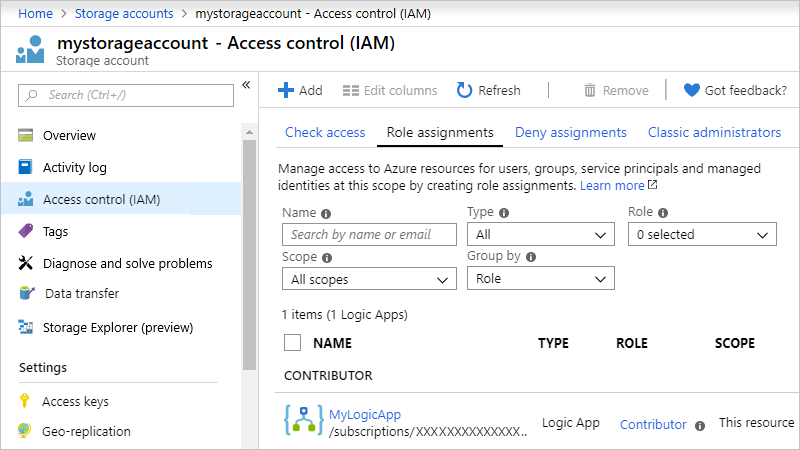 Home > Storage accounts > mystorageaccount - Access control (IAM)
mystorageaccount - Access control (IAM)
Storage account
Search (Ctrl+/)
«
Overview
Activity log
Access control (IAM)
Tags
Diagnose and solve problems
Data transfer
Storage Explorer (preview)
Settings
Access keys
Geo-replication
Add
Edit columns
Refresh
Remove
Got feedback?
Check access
Role assignments
Deny assignments
Classic administrators
Manage access to Azure resources for users, groups, service principals and managed
identities at this scope by creating role assignments. Learn more
Name
Search by name or email
Type
All
Role
0 selected
Scope
All scopes
Group by
Role
1 items (1 Logic Apps)
NAME TYPE ROLE SCOPE
CONTRIBUTOR
MyLogicApp
/subscriptions/XXXXXXXXXXXXXX..
Logic App
Contributor
This resource